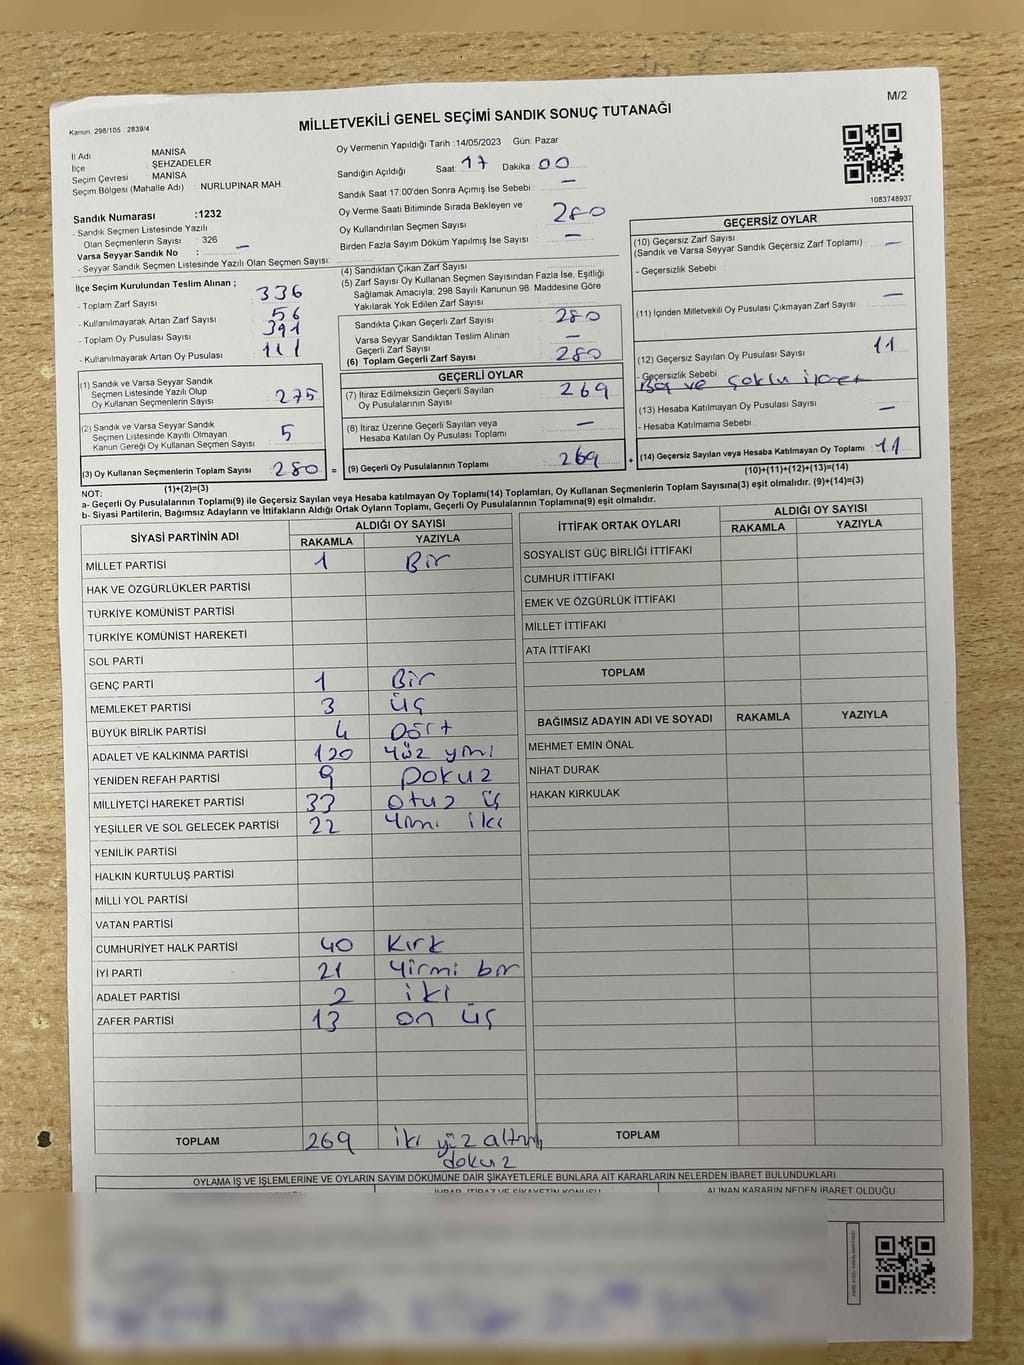 M/2
Kanun: 298/105 . 2839/4
MİLLETVEKİLİ GENEL SEÇİMİ SANDIK SONUÇ TUTANAĞI
İl Adı MANİSA
İlçe : ŞEHZADELER
Seçim Çevresi MANİSA
Seçim Bölgesi (Mahalle Adı) : NURLUPINAR MAH
Sandık Numarası :1232
- Sandık Seçmen Listesinde Yazılı
Olan Seçmenlerin Sayısı : 326
Varsa Seyyar Sandık No : –
- Seyyar Sandık Seçmen Listesinde Yazılı Olan Seçmen Sayısı:
Oy Vermenin Yapıldığı Tarih :14/05/2023 Gün: Pazar
Sandığın Açıldığı Saat: 17 Dakika : 00
Sandık Saat 17:00'den Sonra Açımış İse Sebebi : –
Oy Verme Saati Bitiminde Sırada Bekleyen ve
Oy Kullandırılan Seçmen Sayısı 280
Birden Fazla Sayım Döküm Yapılmış İse Sayısı : –
1083748937
İlçe Seçim Kurulundan Teslim Alınan ;
- Toplam Zarf Sayısı : 336
- Kullanılmayarak Artan Zarf Sayısı : 56
- Toplam Oy Pusulası Sayısı : 391
- Kullanılmayarak Artan Oy Pusulası : 111
(1) Sandık ve Varsa Seyyar Sandık
Seçmen Listesinde Yazılı Olup
Oy Kullanan Seçmenlerin Sayısı : 275
(2) Sandık ve Varsa Seyyar Sandık
Seçmen Listesinde Kayıtlı Olmayan
Kanun Gereği Oy Kullanan Seçmen Sayısı : 5
(3) Oy Kullanan Seçmenlerin Toplam Sayısı : 280 =
(1)+(2)=(3)
(4) Sandıktan Çıkan Zarf Sayısı
(5) Zarf Sayısı Oy Kullanan Seçmen Sayısından Fazla İse, Eşitliği
Sağlamak Amacıyla, 298 Sayılı Kanunun 98. Maddesine Göre
Yakılarak Yok Edilen Zarf Sayısı :
Sandıkta Çıkan Geçerli Zarf Sayısı : 280
Varsa Seyyar Sandıktan Teslim Alınan
Geçerli Zarf Sayısı : –
(6) Toplam Geçerli Zarf Sayısı : 280
GEÇERLİ OYLAR
(7) İtiraz Edilmeksizin Geçerli Sayılan
Oy Pusulalarının Sayısı : 269
(8) İtiraz Üzerine Geçerli Sayılan veya
Hesaba Katılan Oy Pusulası Toplamı : –
(9) Geçerli Oy Pusulalarının Toplamı : 269 +
GEÇERSİZ OYLAR
(10) Geçersiz Zarf Sayısı
(Sandık ve Varsa Seyyar Sandık Geçersiz Zarf Toplamı) : –
- Geçersizlik Sebebi :
(11) İçinden Milletvekili Oy Pusulası Çıkmayan Zarf Sayısı : –
(12) Geçersiz Sayılan Oy Pusulası Sayısı : 11
- Geçersizlik Sebebi
ve çoklu
(13) Hesaba Katılmayan Oy Pusulası Sayısı : –
- Hesaba Katılmama Sebebi :
(14) Geçersiz Sayılan veya Hesaba Katılmayan Oy Toplamı : 11
(10)+(11)+(12)+(13)=(14)
NOT:
a- Geçerli Oy Pusulalarının Toplamı(9) ile Geçersiz Sayılan veya Hesaba katılmayan Oy Toplamı(14) Toplamları, Oy Kullanan Seçmenlerin Toplam Sayısına(3) eşit olmalıdır. (9)+(14)=(3)
b- Siyasi Partilerin, Bağımsız Adayların ve İttifakların Aldığı Ortak Oyların Toplamı, Geçerli Oy Pusulalarının Toplamına(9) eşit olmalıdır.
SİYASİ PARTİNİN ADI ALDIĞI OY SAYISI
RAKAMLA YAZIYLA
MİLLET PARTİSİ 1 Bir
HAK VE ÖZGÜRLÜKLER PARTİSİ
TÜRKİYE KOMÜNİST PARTİSİ
TÜRKİYE KOMÜNİST HAREKETİ
SOL PARTİ
GENÇ PARTİ 1 Bir
MEMLEKET PARTİSİ 3 üç
BÜYÜK BİRLİK PARTİSİ 4 Dört
ADALET VE KALKINMA PARTİSİ 120 Yüz yrmi
YENİDEN REFAH PARTİSİ 9 Dokuz
MİLLİYETÇİ HAREKET PARTİSİ 33 otuz üç
YEŞİLLER VE SOL GELECEK PARTİSİ 22 Yrmi iki
YENİLİK PARTİSİ
HALKIN KURTULUŞ PARTİSİ
MİLLİ YOL PARTİSİ
VATAN PARTİSİ
CUMHURİYET HALK PARTİSİ 40 Kırk
İYİ PARTİ 21 Yirmi bir
ADALET PARTİSİ 2 iki
ZAFER PARTİSİ 13 on üç
TOPLAM 269 iki yüz altmış
dokuz
İTTİFAK ORTAK OYLARI ALDIĞI OY SAYISI
RAKAMLA YAZIYLA
SOSYALİST GÜÇ BİRLİĞİ İTTİFAKI
CUMHUR İTTİFAKI
EMEK VE ÖZGÜRLÜK İTTİFAKI
MİLLET İTTİFAKI
ATA İTTİFAKI
TOPLAM
BAĞIMSIZ ADAYIN ADI VE SOYADI RAKAMLA YAZIYLA
MEHMET EMİN ÖNAL
NİHAT DURAK
HAKAN KIRKULAK
TOPLAM
OYLAMA İŞ VE İŞLEMLERİNE VE OYLARIN SAYIM DÖKÜMÜNE DAİR ŞİKAYETLERLE BUNLARA AİT KARARLARIN NELERDEN İBARET BULUNDUKLARI
İHBAR, İTİRAZ VE ŞİKAYETİN KONUSU ALINAN KARARIN NEDEN İBARET OLDUĞU